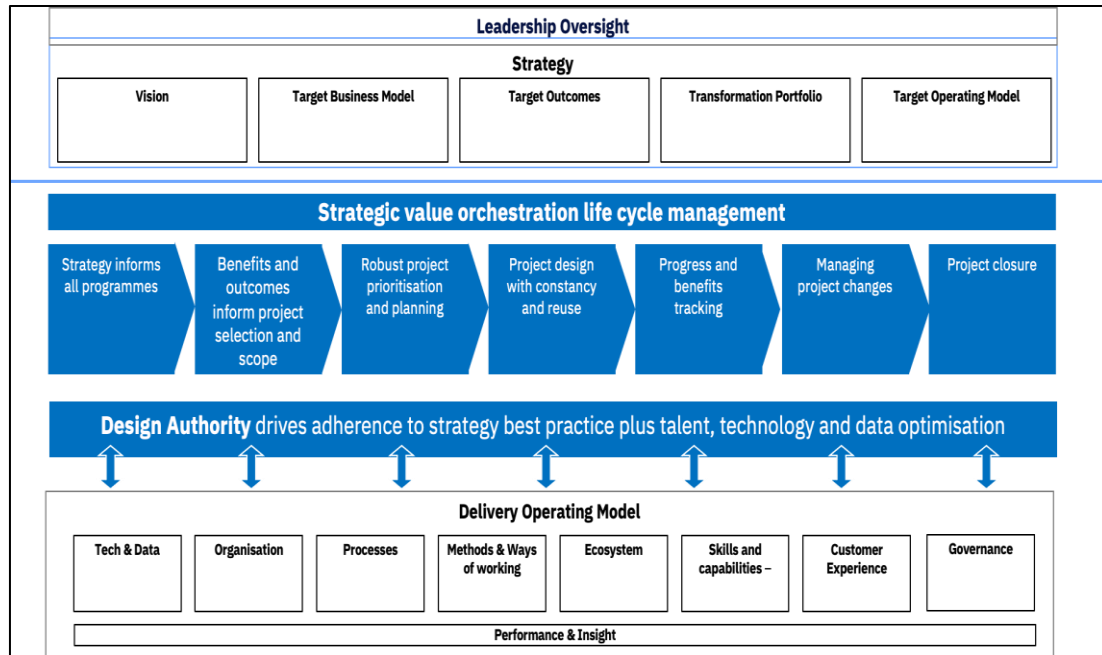 Leadership Oversight
Strategy
Vision
Target Business Model
Target Outcomes
Transformation Portfolio
Target Operating Model
Strategic value orchestration life cycle management
Strategy informs
all programmes
Benefits and
outcomes
inform project
selection and
scope
Robust project
prioritisation
and planning
Project design
with constancy
and reuse
Progress and
benefits
tracking
Managing
project changes
Project closure
Design Authority drives adherence to strategy best practice plus talent, technology and data optimisation
Delivery Operating Model
Tech & Data
Organisation
Processes
Methods & Ways
of working
Ecosystem
Skills and
capabilities –
Customer
Experience
Governance
Performance & Insight